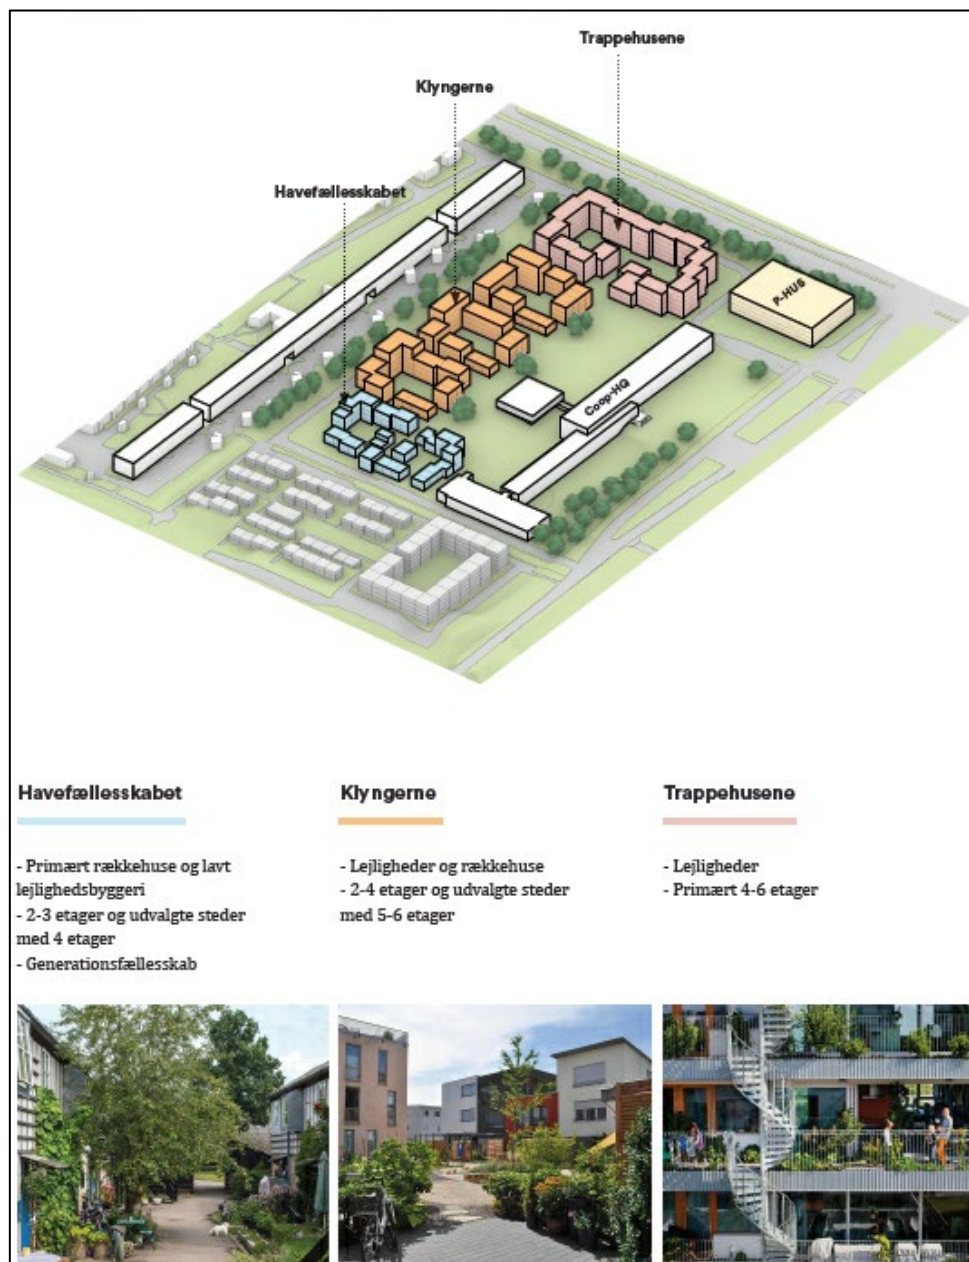 Trappehusene
Klyngerne
Havefællesskabet
P-HUS
Coop-HQ
Havefællesskabet
- Primært rækkehuse og lavt
lejlighedsbyggeri
- 2-3 etager og udvalgte steder
med 4 etager
- Generationsfællesskab
Klyngerne
- Lejligheder og rækkehuse
- 2-4 etager og udvalgte steder
med 5-6 etager
Trappehusene
- Lejligheder
- Primært 4-6 etager